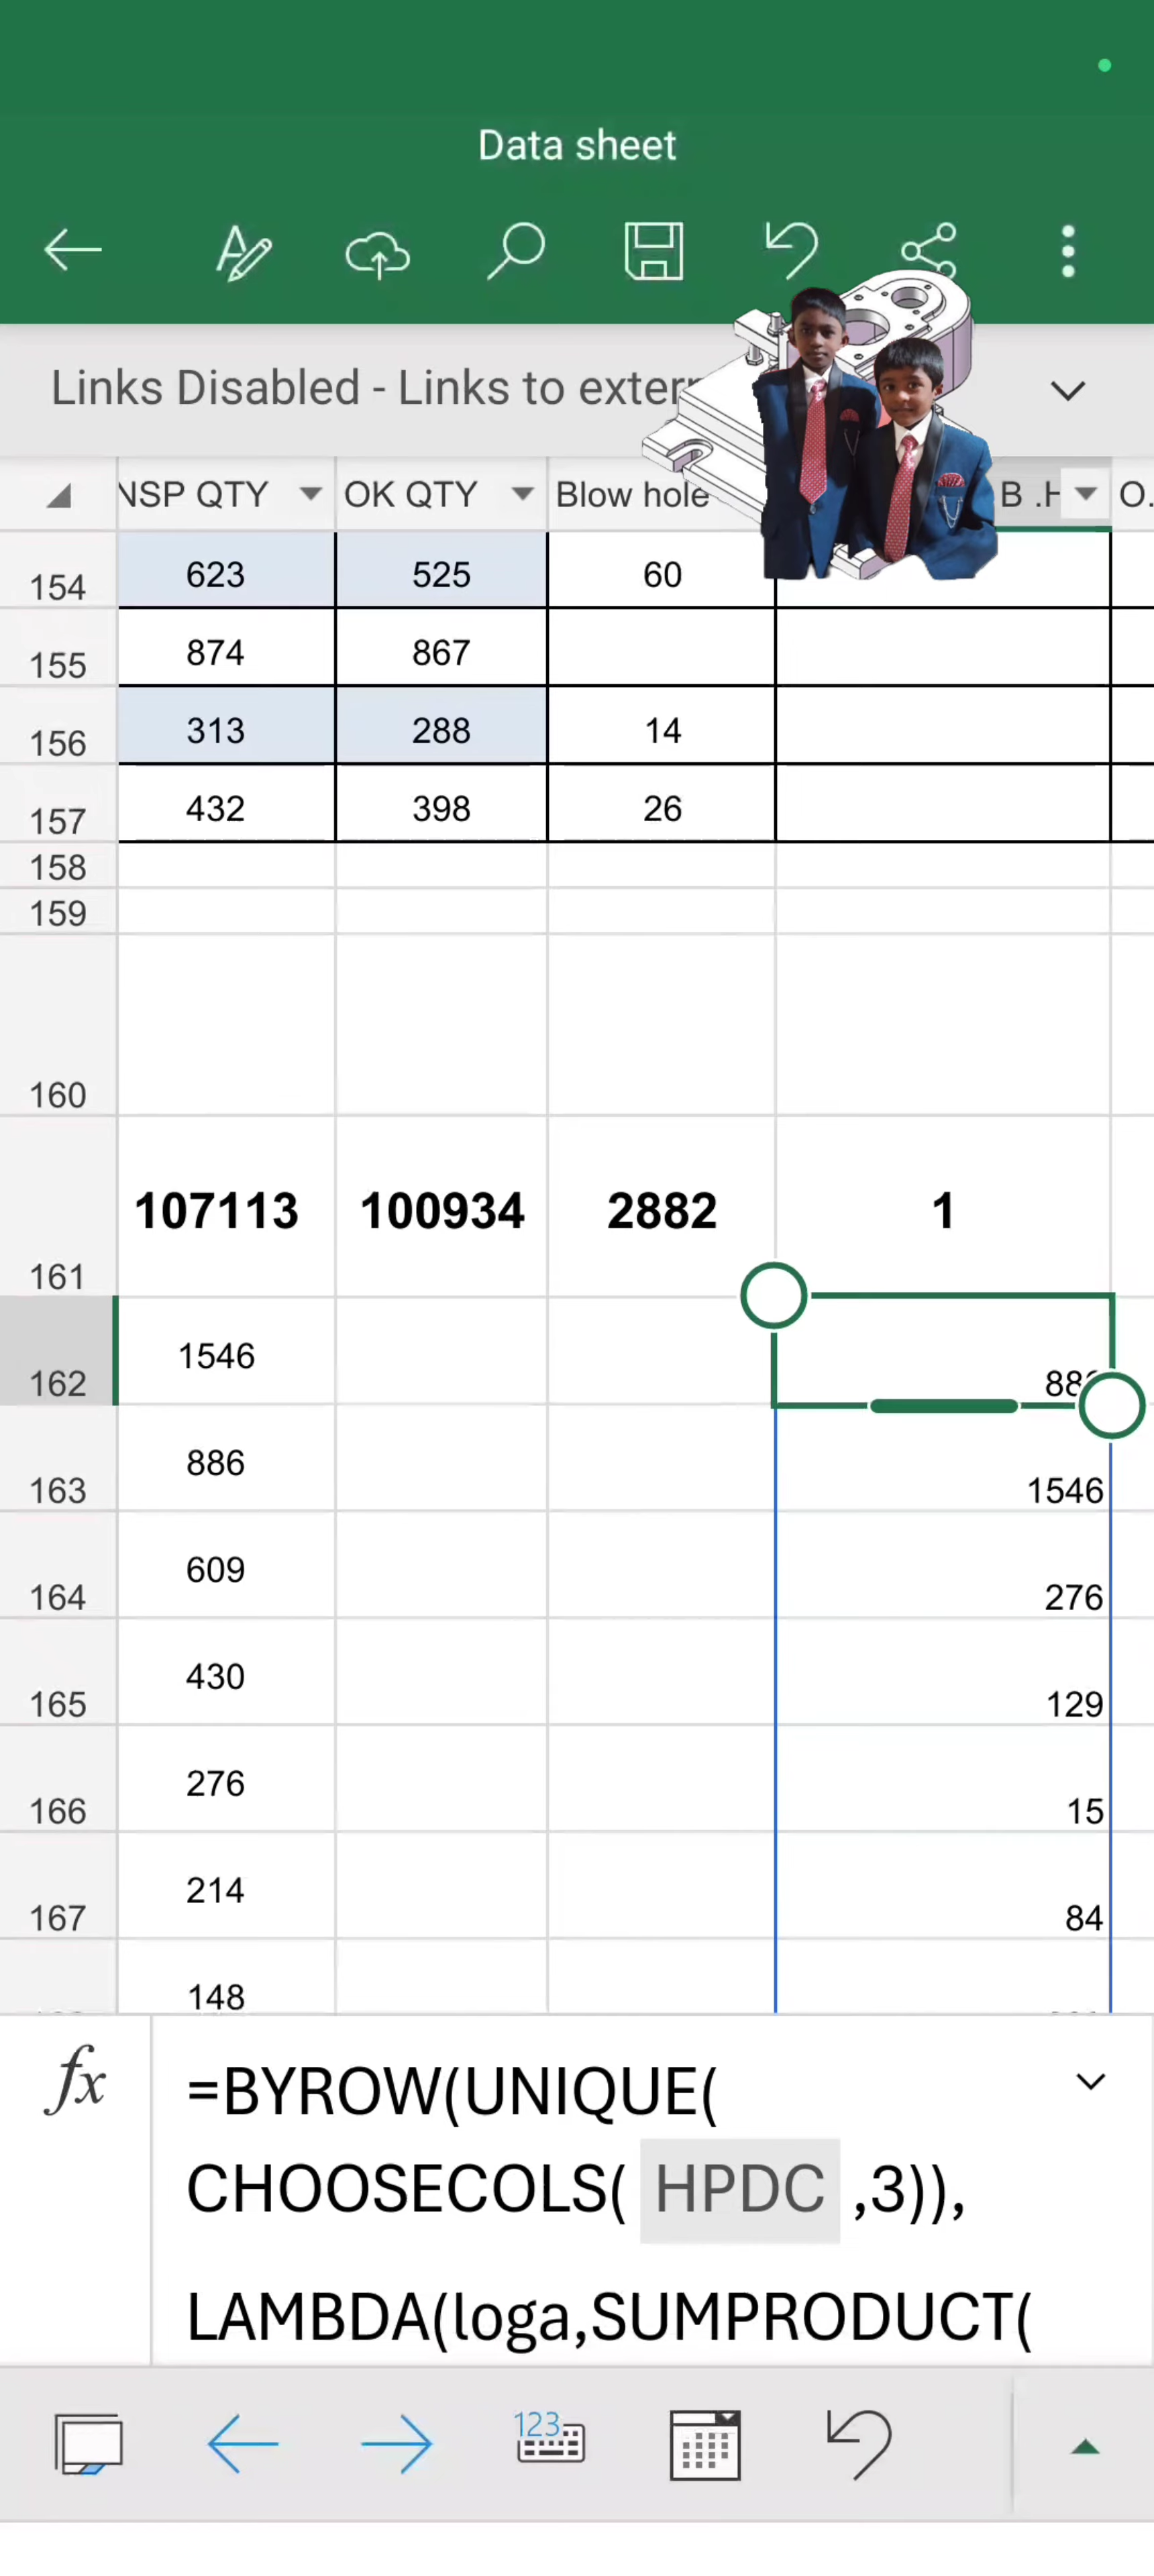 Data sheet
Links Disabled - Links to
NSP QTY OK QTY Blow hole B .H O.
154 623 525 60
155 874 867
156 313 288 14
157 432 398 26
158
159
160
161 107113 100934 2882 1
162 1546
163 886 1546
164 609 276
165 430 129
166 276 15
167 214 84
148
fx =BYROW(UNIQUE(
CHOOSECOLS( HPDC ,3)),
LAMBDA(loga,SUMPRODUCT(
123